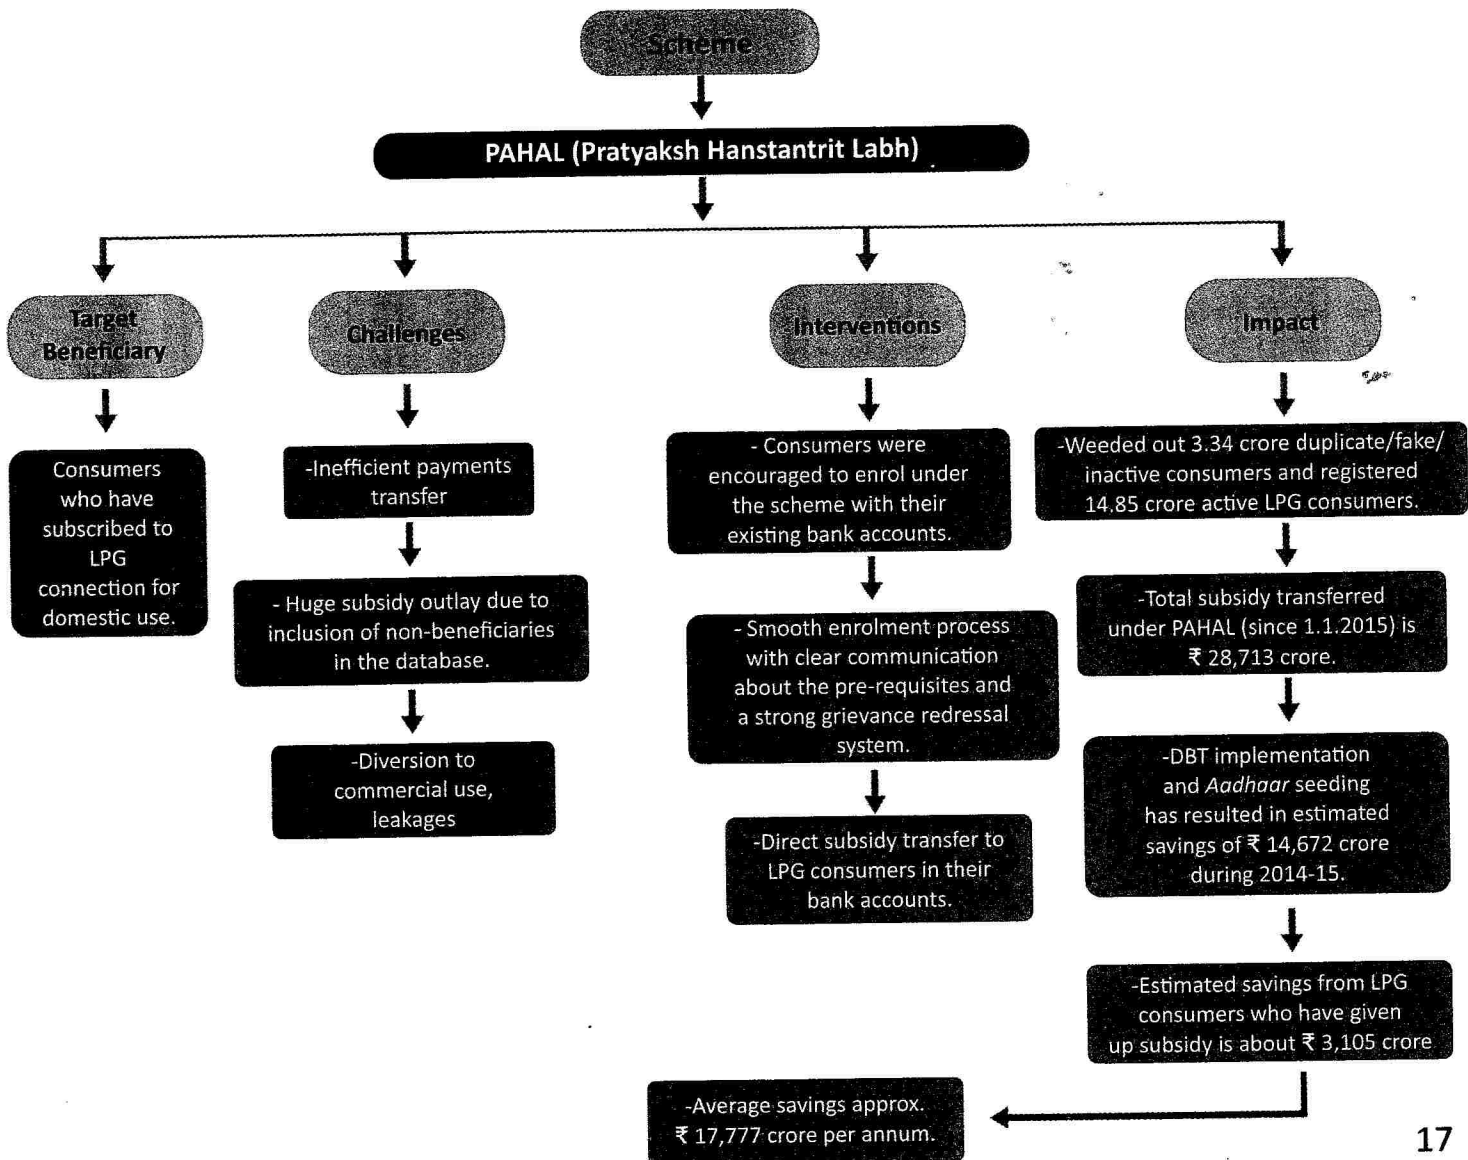 Scheme
PAHAL (Pratyaksh Hanstantrit Labh)
Target
Beneficiary
Consumers
who have
subscribed to
LPG
connection for
domestic use.
Challenges
-Inefficient payments
transfer
- Huge subsidy outlay due to
inclusion of non-beneficiaries
in the database.
-Diversion to
commercial use,
leakages
Interventions
- Consumers were
encouraged to enrol under
the scheme with their
existing bank accounts.
- Smooth enrolment process
with clear communication
about the pre-requisites and
a strong grievance redressal
system.
-Direct subsidy transfer to
LPG consumers in their
bank accounts.
Impact
-Weeded out 3.34 crore duplicate/fake/
inactive consumers and registered
14.85 crore active LPG consumers.
-Total subsidy transferred
under PAHAL (since 1.1.2015) is
₹ 28,713 crore.
-DBT implementation
and Aadhaar seeding
has resulted in estimated
savings of ₹ 14,672 crore
during 2014-15.
-Estimated savings from LPG
consumers who have given
up subsidy is about ₹ 3,105 crore
-Average savings approx.
₹ 17,777 crore per annum.
17